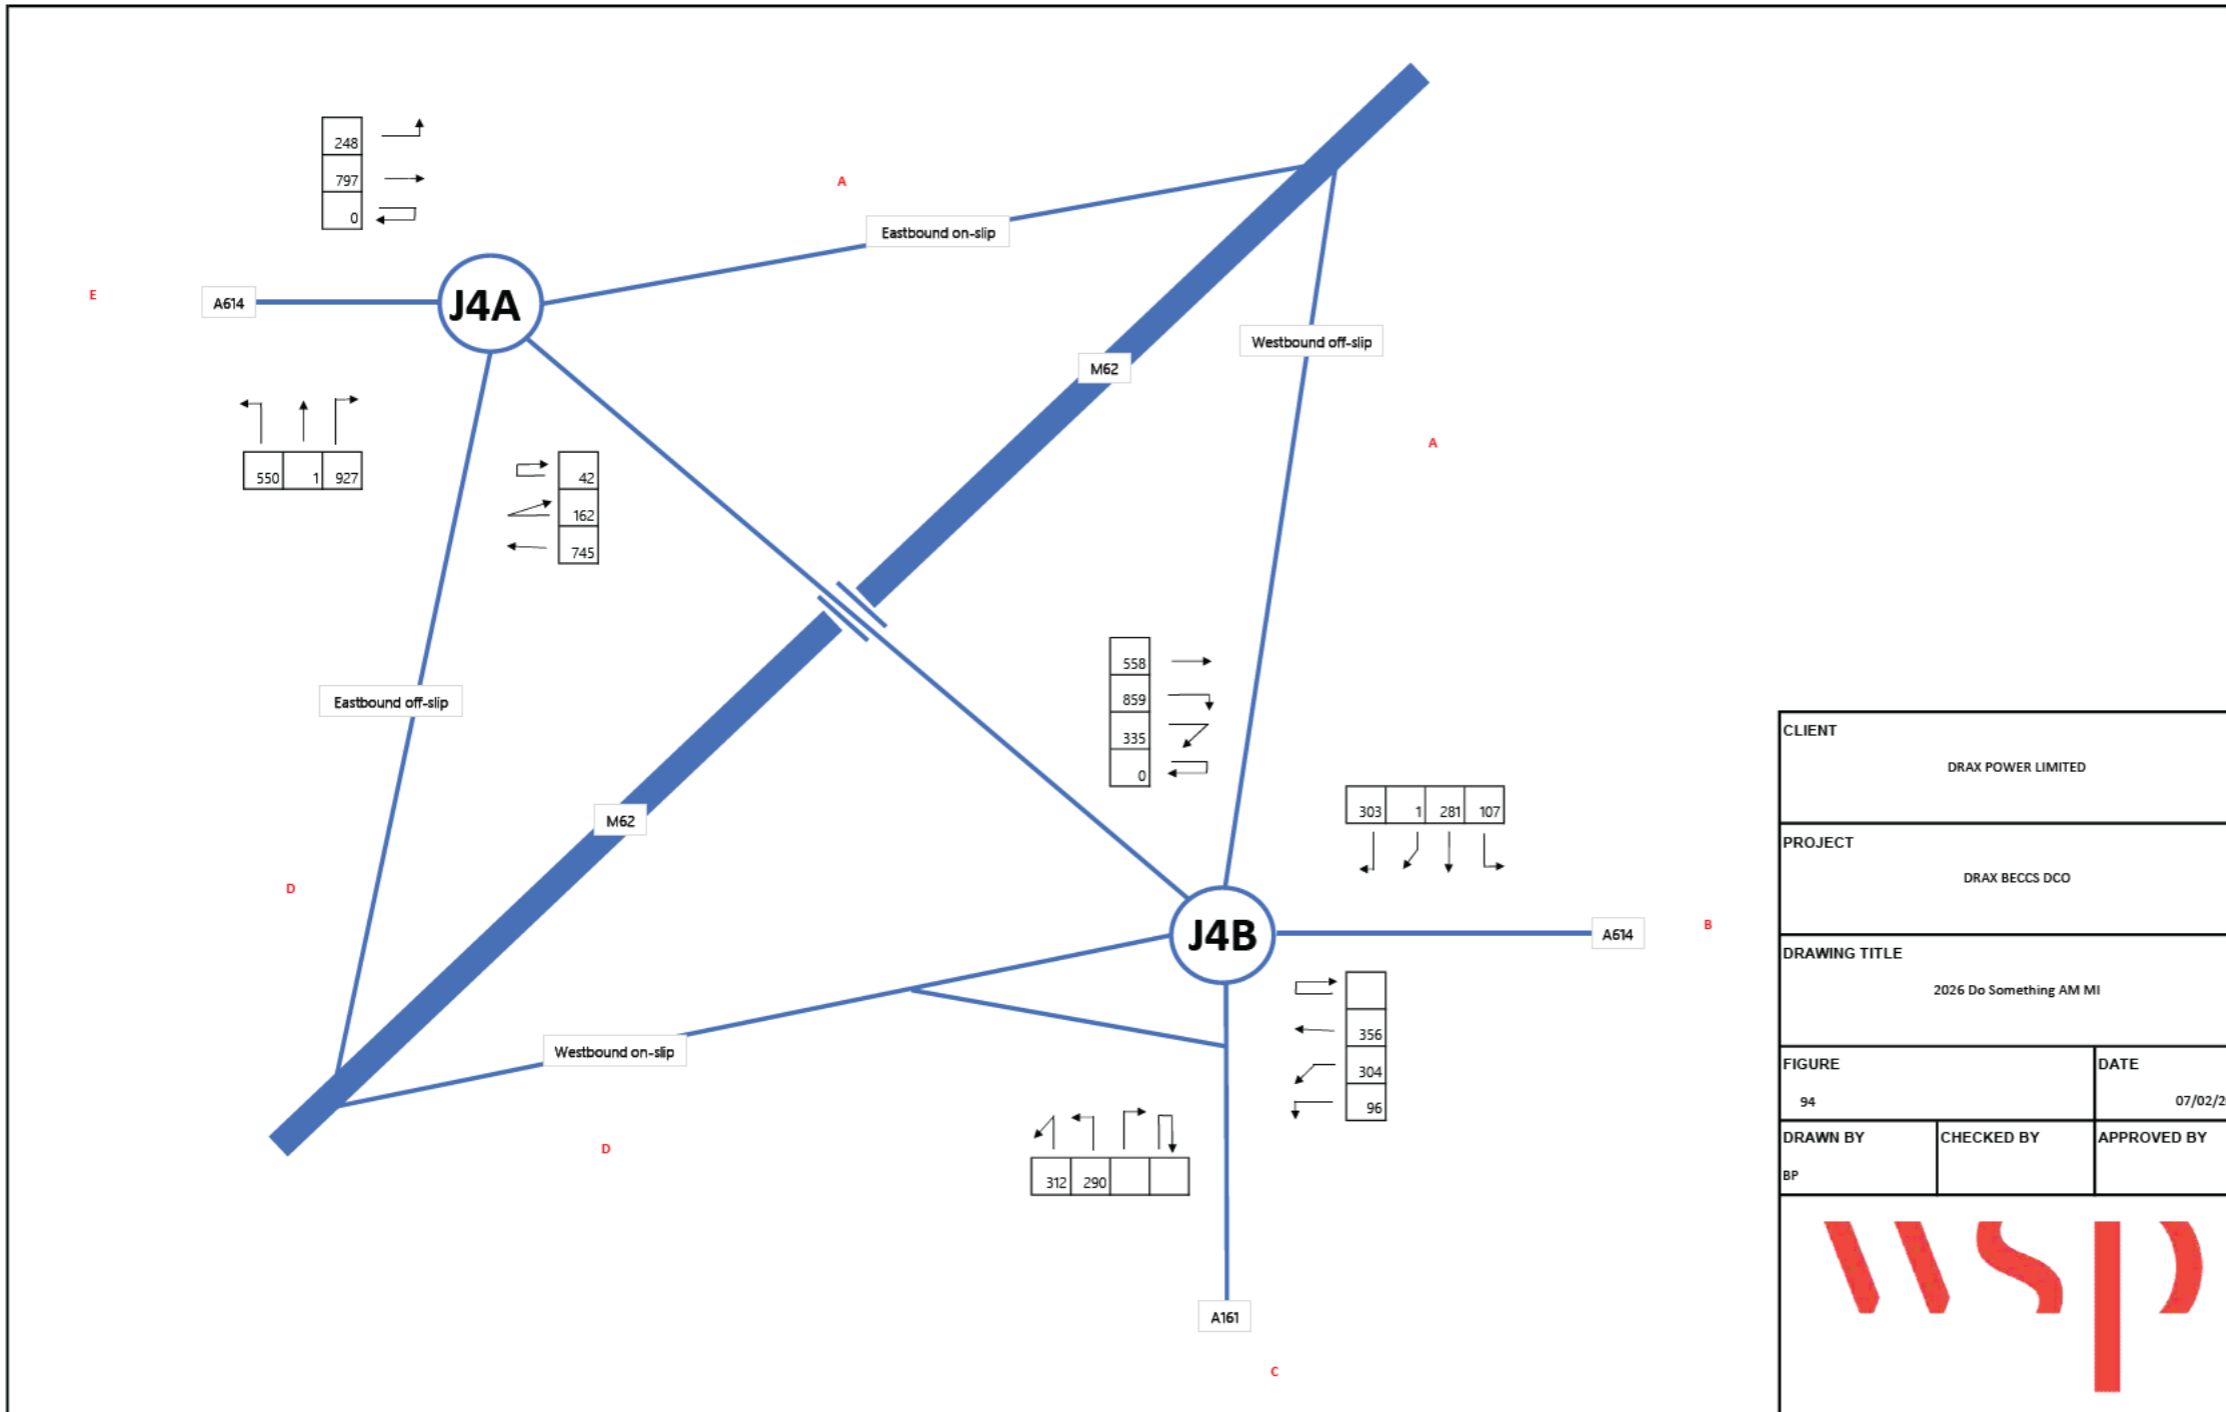 248
797
0
A
Eastbound on-slip
E
A614
J4A
Westbound off-slip
M62
A
550 1 927
42
162
745
558
859
335
0
Eastbound off-slip
M62
303 1 281 107
D
J4B
A614
B
356
304
96
Westbound on-slip
D
312 290
A161
C
CLIENT
DRAX POWER LIMITED
PROJECT
DRAX BECCS DCO
DRAWING TITLE
2026 Do Something AM MI
FIGURE
94
DATE
07/02/2
DRAWN BY
BP
CHECKED BY
APPROVED BY
wsp